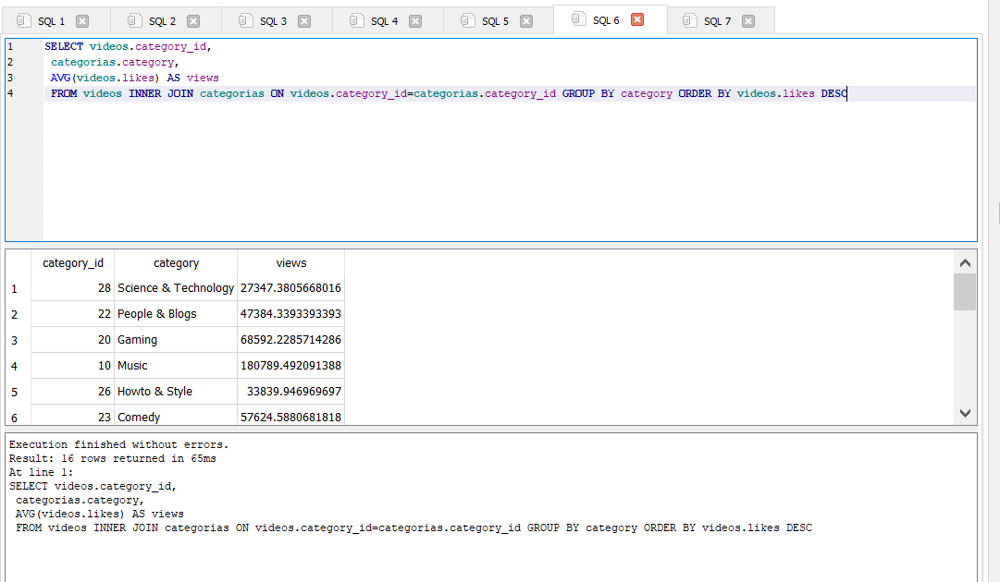 SQL 1 SQL 2 SQL 3 SQL 4 SQL 5 SQL 6 SQL 7
1 SELECT videos.category_id,
2 categorias.category,
3 AVG(videos.likes) AS views
4 FROM videos INNER JOIN categorias ON videos.category_id=categorias.category_id GROUP BY category ORDER BY videos.likes DESC
category_id category views
1 28 Science & Technology 27347.3805668016
2 22 People & Blogs 47384.3393393393
3 20 Gaming 68592.2285714286
4 10 Music 180789.492091388
5 26 Howto & Style 33839.946969697
6 23 Comedy 57624.5880681818
Execution finished without errors.
Result: 16 rows returned in 65ms
At line 1:
SELECT videos.category_id,
categorias.category,
AVG(videos.likes) AS views
FROM videos INNER JOIN categorias ON videos.category_id=categorias.category_id GROUP BY category ORDER BY videos.likes DESC